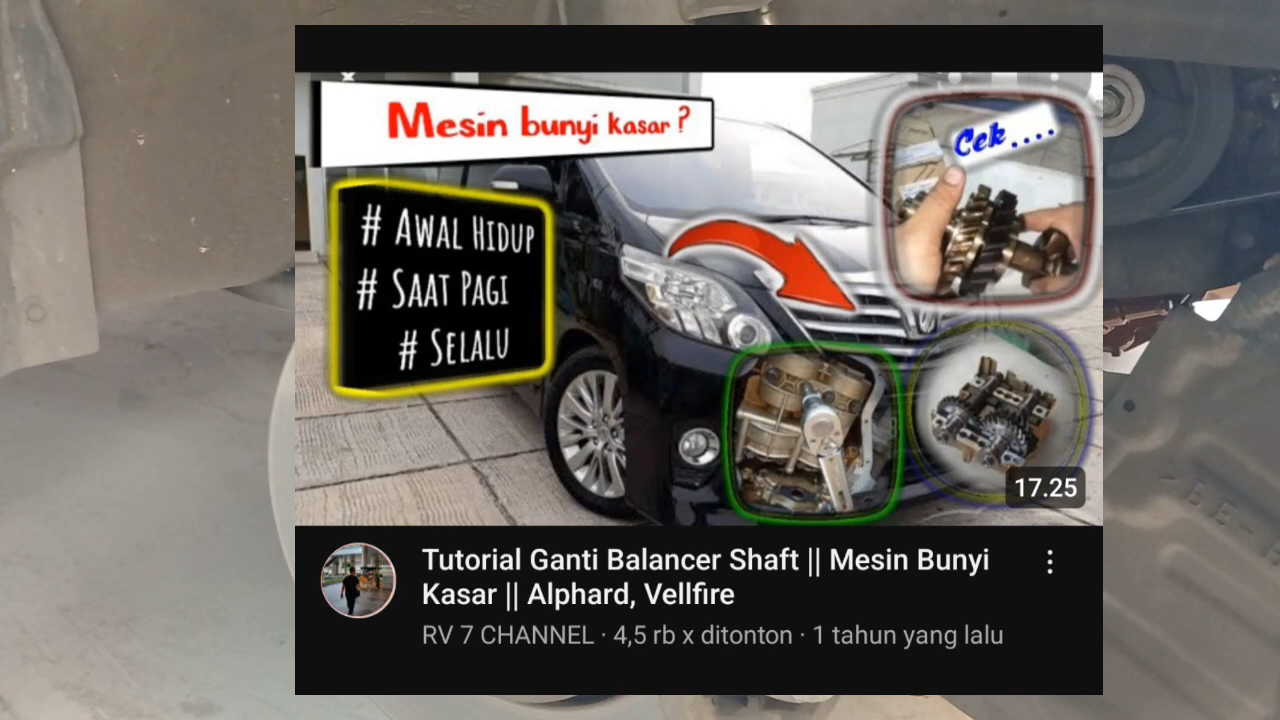 Mesin bunyi kasar ?
Cek ....
# AWAL HIDUP
# SAAT PAGI
# SELALU
17.25
Tutorial Ganti Balancer Shaft || Mesin Bunyi
Kasar || Alphard, Vellfire
RV 7 CHANNEL · 4,5 rb x ditonton · 1 tahun yang lalu